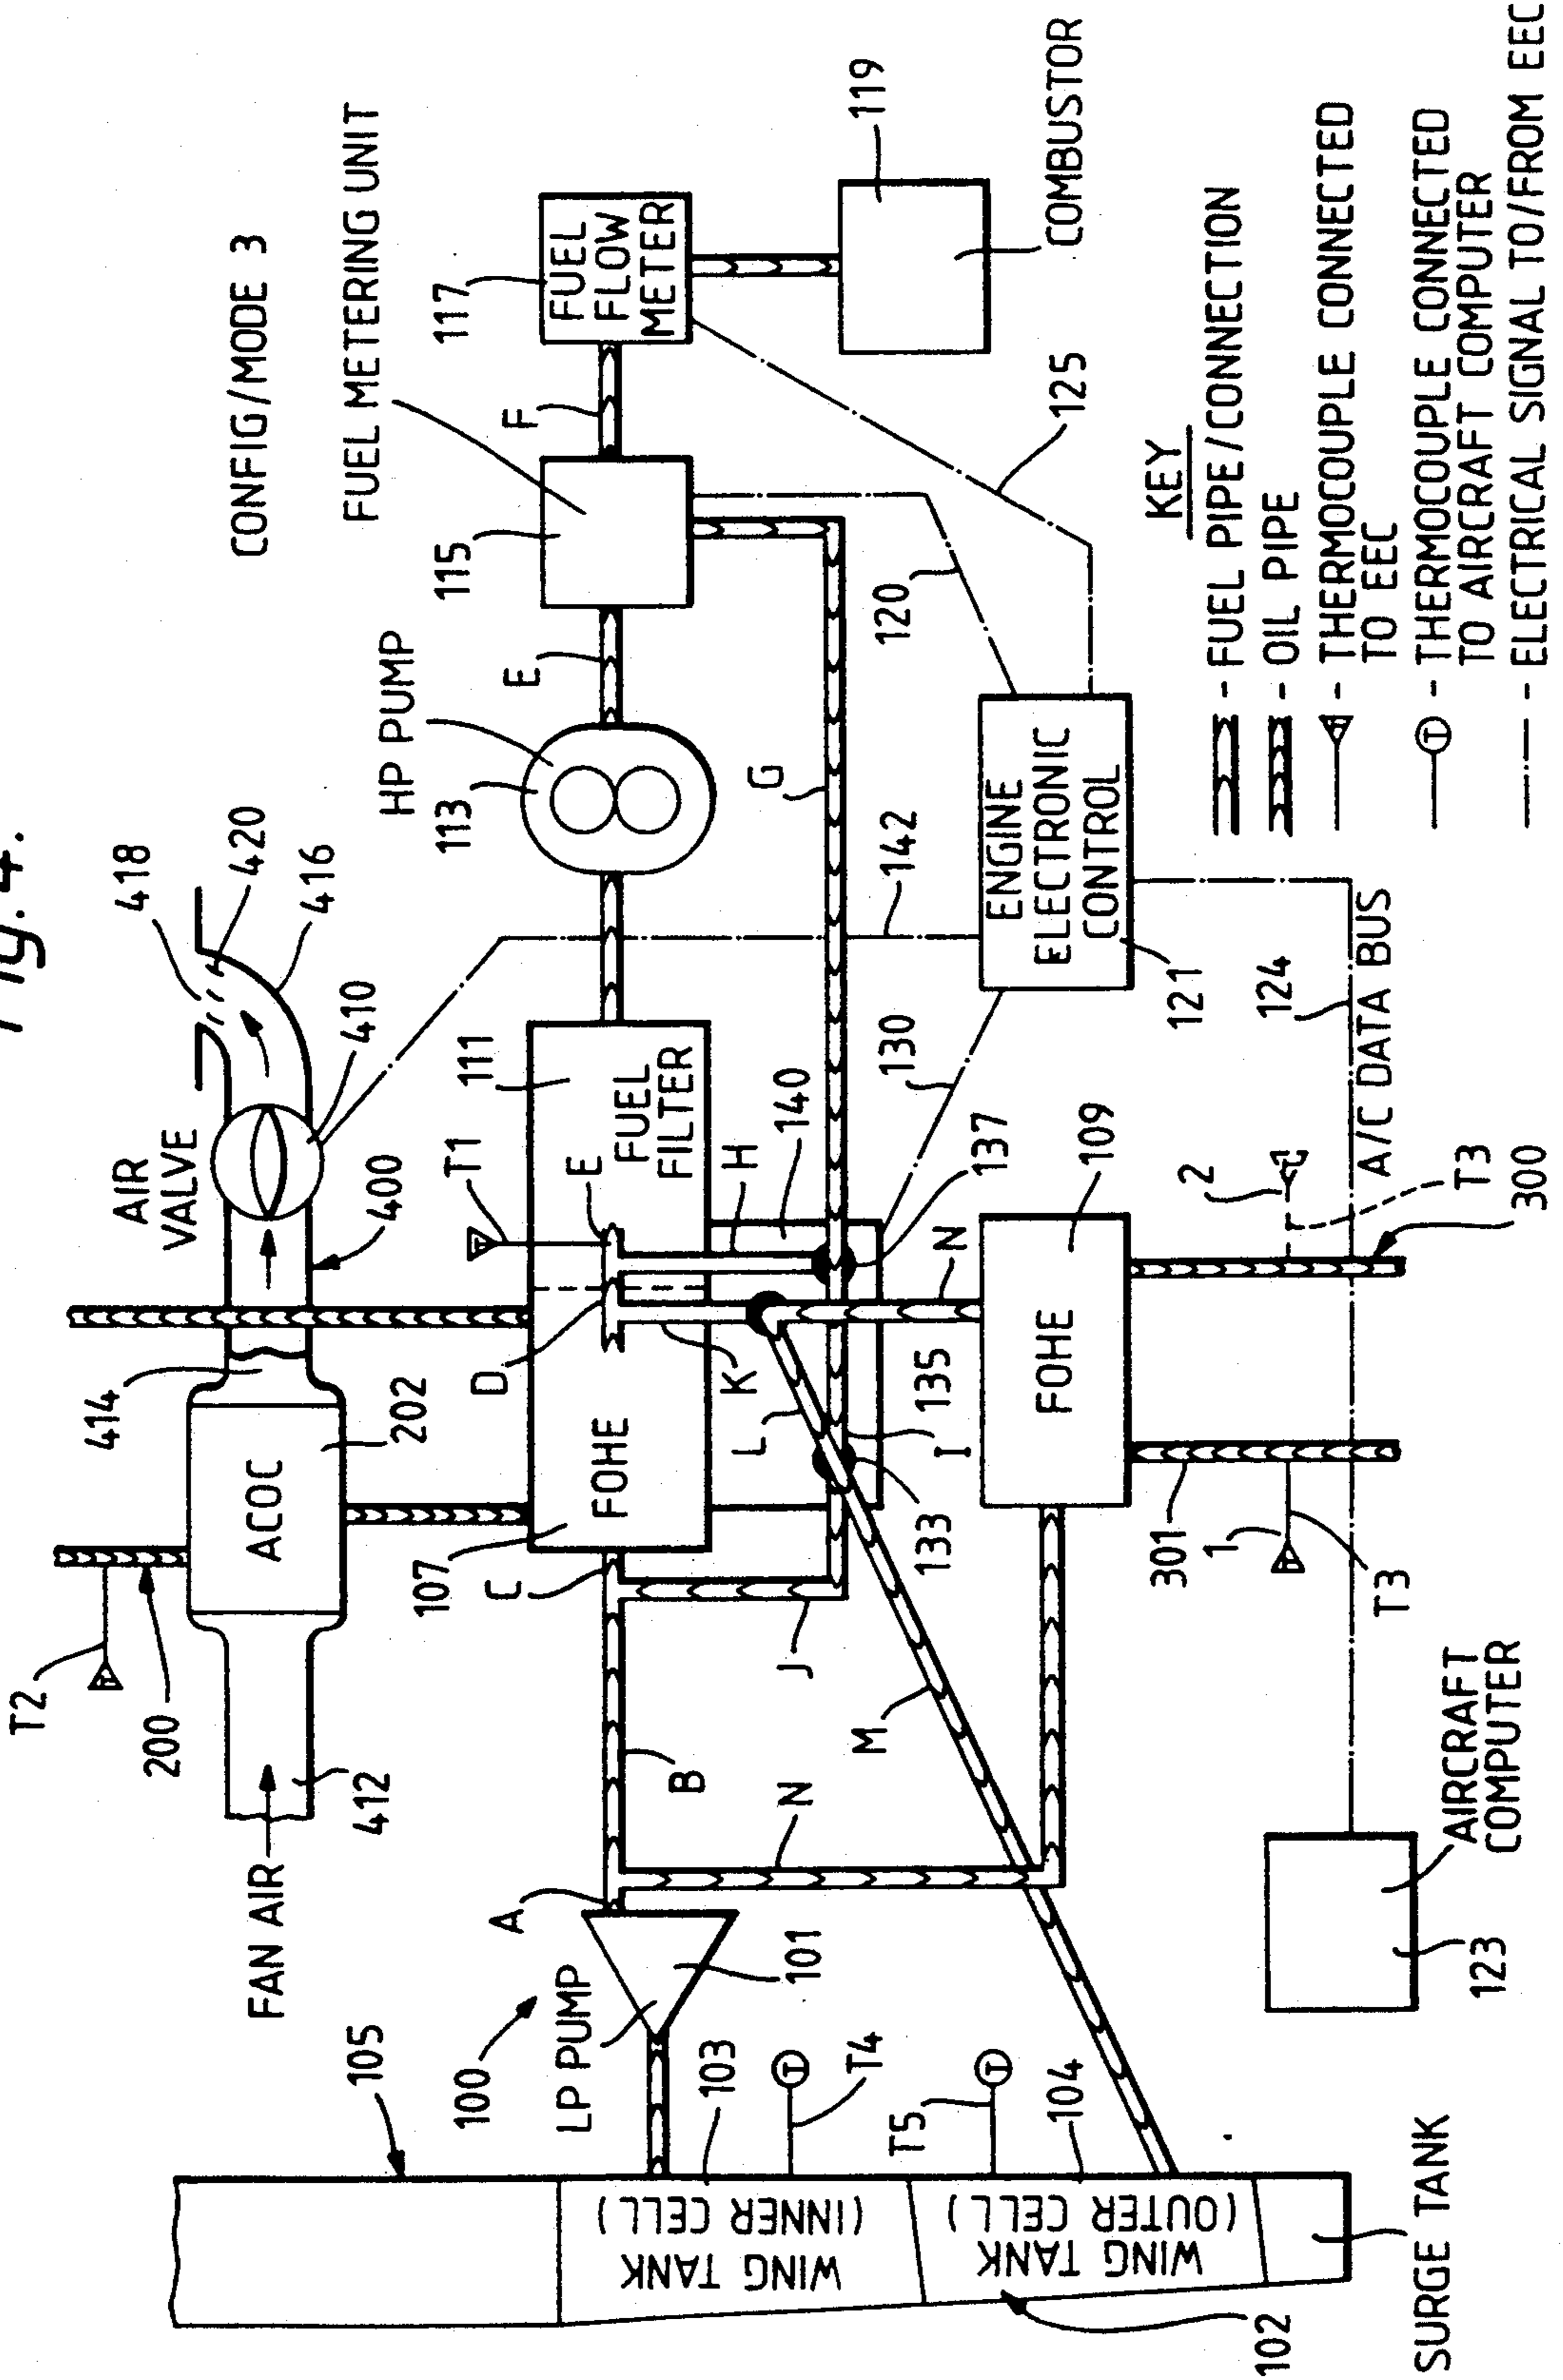 Fig. 4.
CONFIG/MODE 3
FUEL METERING UNIT
HP PUMP
AIR
VALVE
FAN AIR
ACOC
FOHE
FUEL
FILTER
FUEL
FLOW
METER
COMBUSTOR
ENGINE
ELECTRONIC
CONTROL
FOHE
A/C DATA BUS
AIRCRAFT
COMPUTER
LP PUMP
WING TANK
(INNER CELL)
WING TANK
(OUTER CELL)
SURGE TANK
T2
200
412
414
202
400
410
418
420
416
T1
107
111
113
115
117
119
105
100
101
103
T4
T5
104
102
A
B
C
D
E
E
F
G
H
I
J
K
L
M
N
N
140
142
120
125
130
137
135
133
109
121
124
123
301
1
T3
2
T3
300
KEY
- FUEL PIPE/CONNECTION
- OIL PIPE
T - THERMOCOUPLE CONNECTED
TO EEC
T - THERMOCOUPLE CONNECTED
TO AIRCRAFT COMPUTER
- ELECTRICAL SIGNAL TO/FROM EEC